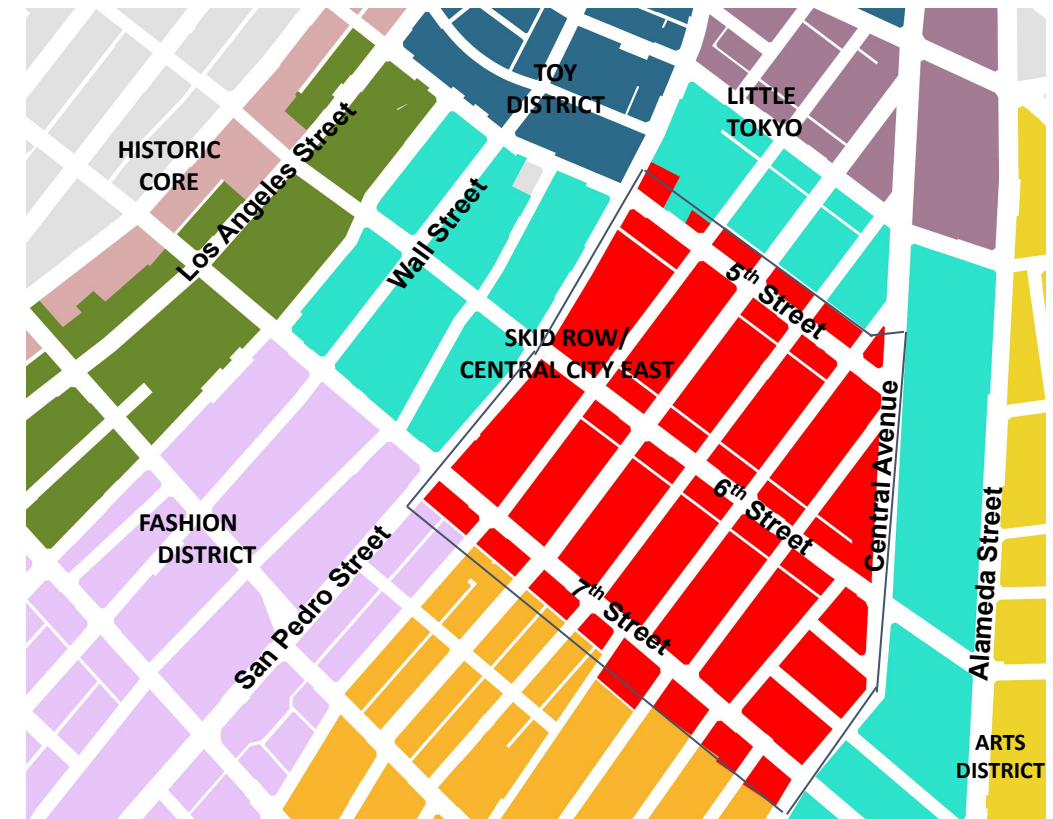 TOY
DISTRICT
LITTLE
TOKYO
HISTORIC
CORE
Los Angeles Street
Wall Street
5th Street
SKID ROW/
CENTRAL CITY EAST
Central Avenue
6th Street
FASHION
DISTRICT
San Pedro Street
7th Street
Alameda Street
ARTS
DISTRICT